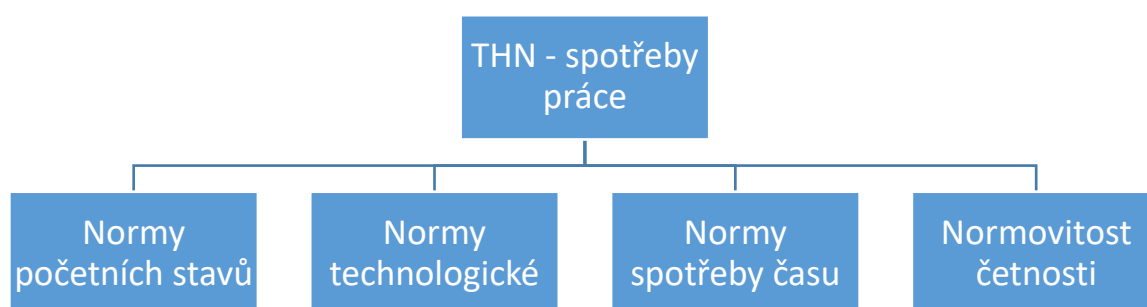 THN - spotřeby
práce
Normy
početních stavů
Normy
technologické
Normy
spotřeby času
Normovitost
četnosti